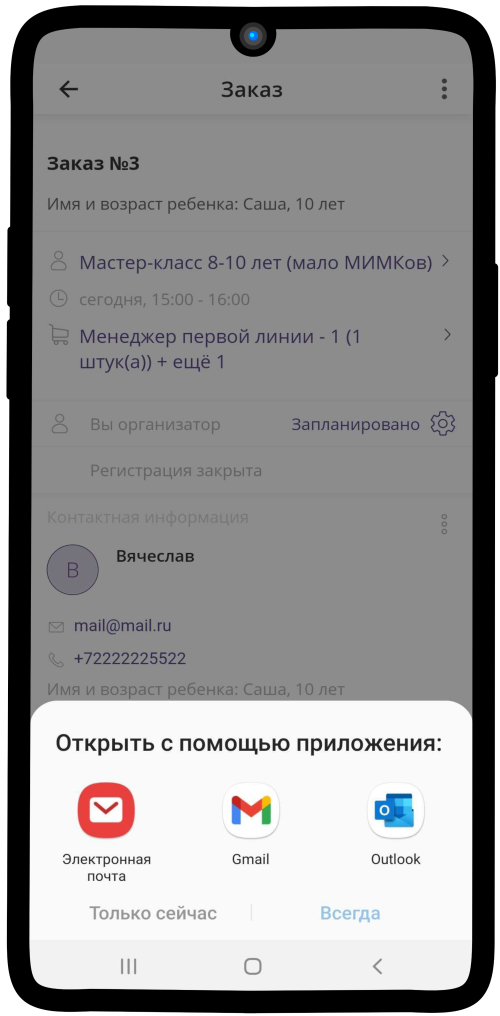 Заказ
Заказ №3
Имя и возраст ребенка: Саша, 10 лет
Мастер-класс 8-10 лет (мало МИМКов)
сегодня, 15:00 - 16:00
Менеджер первой линии - 1 (1
штук(а)) + ещё 1
Вы организатор
Запланировано
Регистрация закрыта
Контактная информация
В
Вячеслав
mail@mail.ru
+72222225522
Имя и возраст ребенка: Саша, 10 лет
Открыть с помощью приложения:
Электронная
почта
Gmail
Outlook
Только сейчас
Всегда